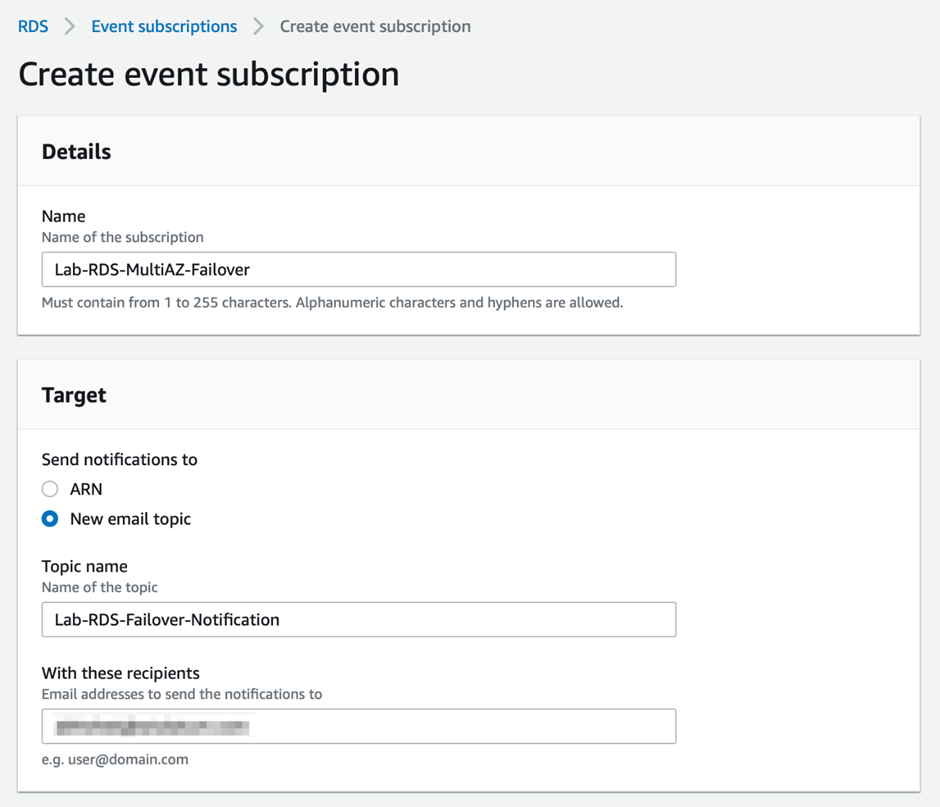 RDS > Event subscriptions > Create event subscription
Create event subscription
Details
Name
Name of the subscription
Lab-RDS-MultiAZ-Failover
Must contain from 1 to 255 characters. Alphanumeric characters and hyphens are allowed.
Target
Send notifications to
ARN
New email topic
Topic name
Name of the topic
Lab-RDS-Failover-Notification
With these recipients
Email addresses to send the notifications to
e.g. user@domain.com